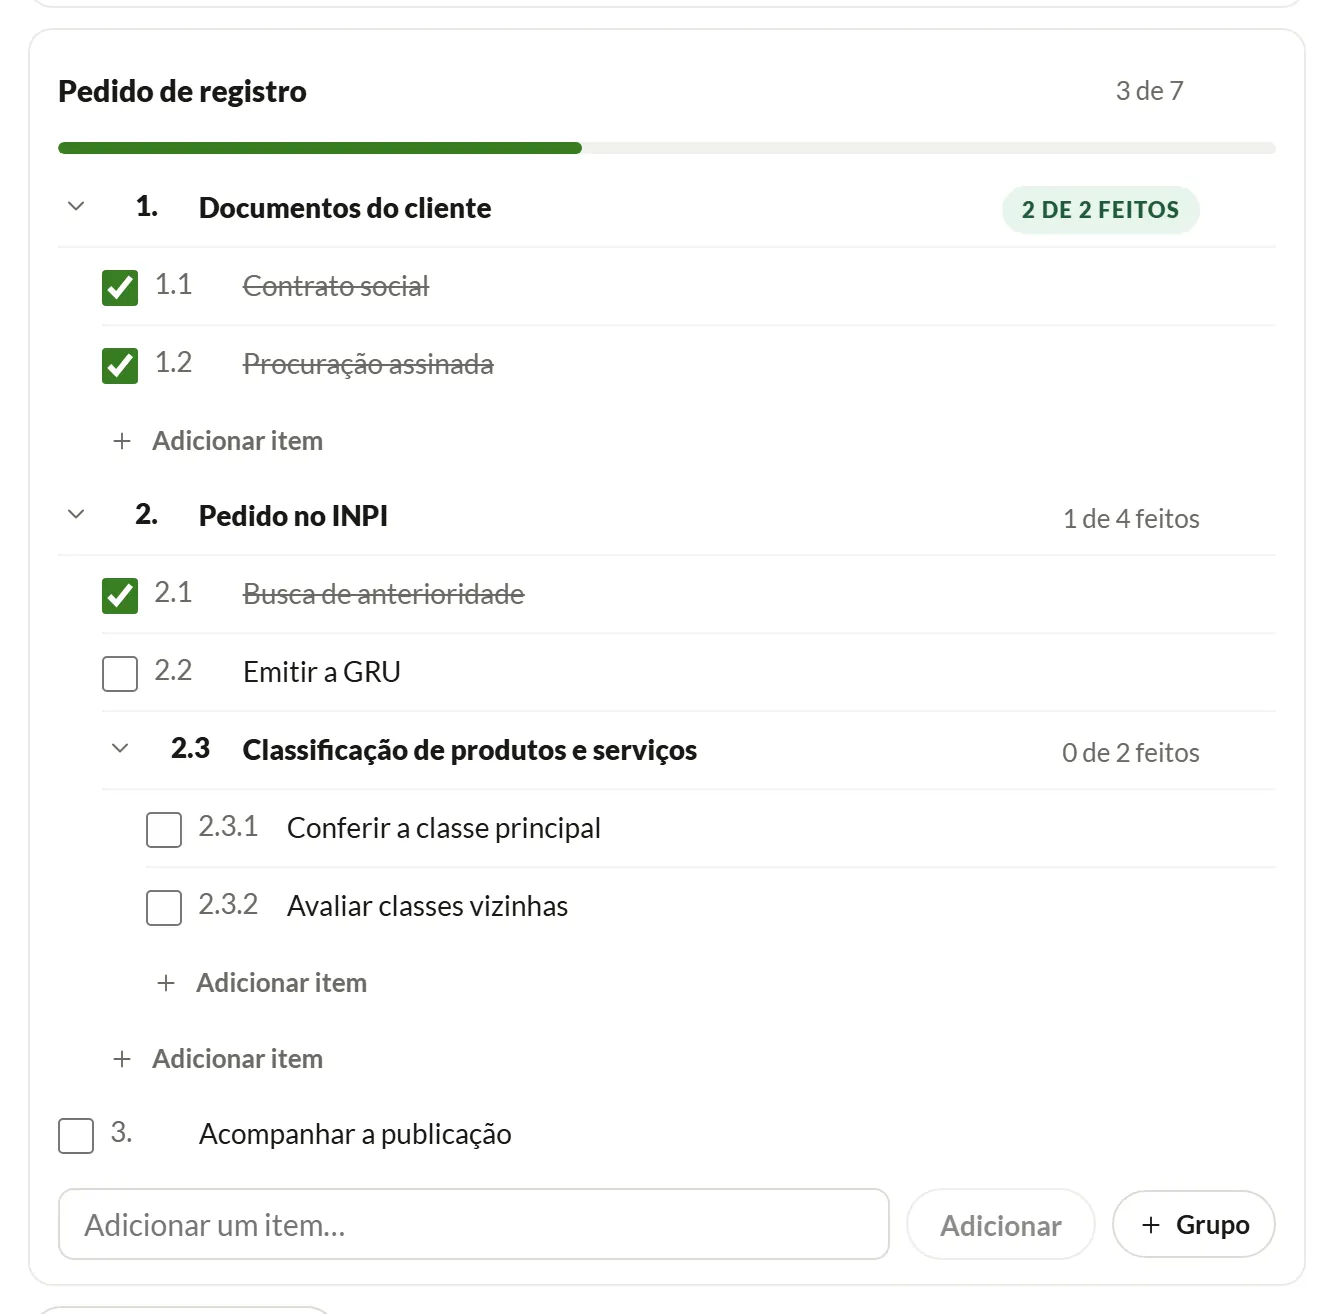 Pedido de registro 3 de 7
1. Documentos do cliente 2 DE 2 FEITOS
1.1 Contrato social
1.2 Procuração assinada
+ Adicionar item
2. Pedido no INPI 1 de 4 feitos
2.1 Busca de anterioridade
2.2 Emitir a GRU
2.3 Classificação de produtos e serviços 0 de 2 feitos
2.3.1 Conferir a classe principal
2.3.2 Avaliar classes vizinhas
+ Adicionar item
+ Adicionar item
3. Acompanhar a publicação
Adicionar um item... Adicionar + Grupo